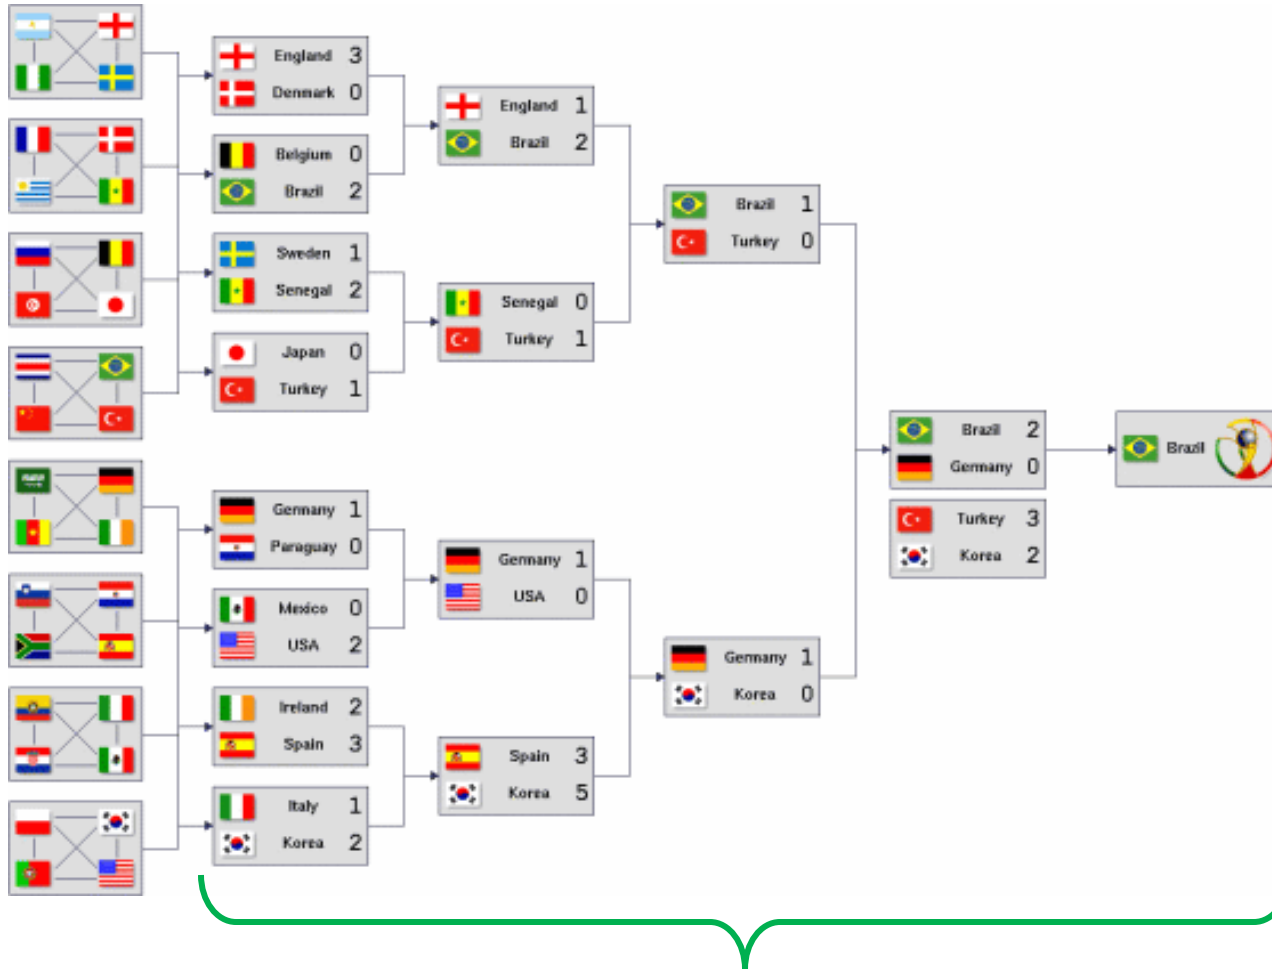 England 3
Denmark 0
Belgium 0
Brazil 2
Sweden 1
Senegal 2
Japan 0
Turkey 1
Germany 1
Paraguay 0
Mexico 0
USA 2
Ireland 2
Spain 3
Italy 1
Korea 2
England 1
Brazil 2
Senegal 0
Turkey 1
Germany 1
USA 0
Spain 3
Korea 5
Brazil 1
Turkey 0
Germany 1
Korea 0
Brazil 2
Germany 0
Turkey 3
Korea 2
Brazil